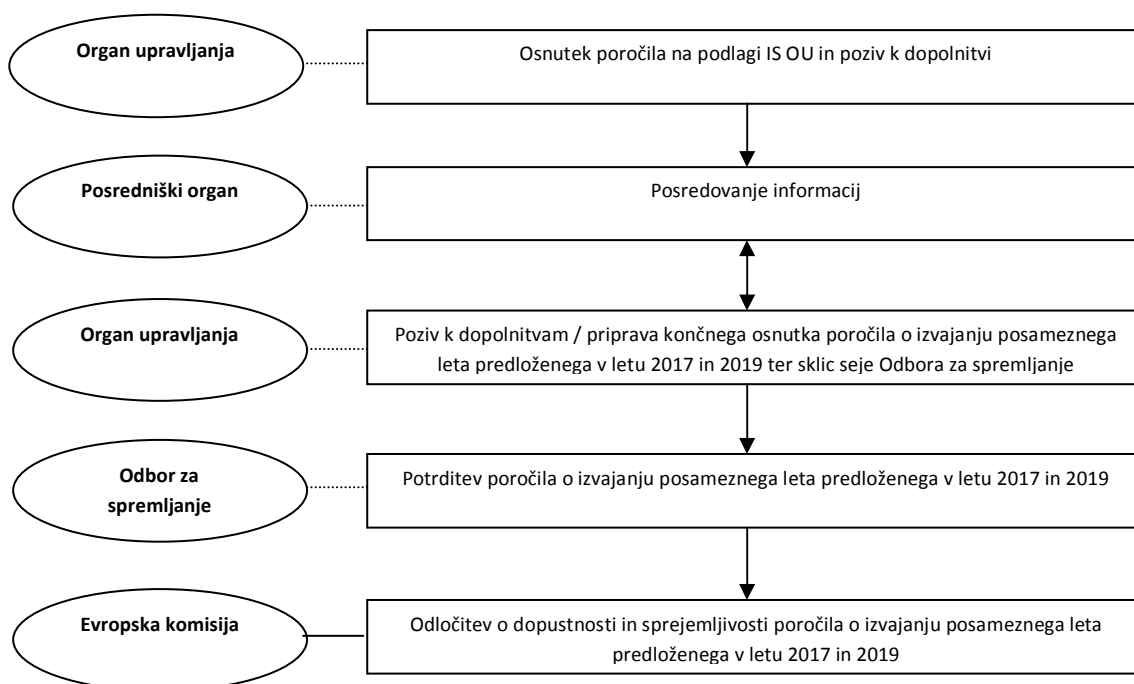 Organ upravljanja
Osnutek poročila na podlagi IS OU in poziv k dopolnitvi
Posredniški organ
Posredovanje informacij
Organ upravljanja
Poziv k dopolnitvam / priprava končnega osnutka poročila o izvajanju posameznega
leta predloženega v letu 2017 in 2019 ter sklic seje Odbora za spremljanje
Odbor za
spremljanje
Potrditev poročila o izvajanju posameznega leta predloženega v letu 2017 in 2019
Evropska komisija
Odločitev o dopustnosti in sprejemljivosti poročila o izvajanju posameznega leta
predloženega v letu 2017 in 2019